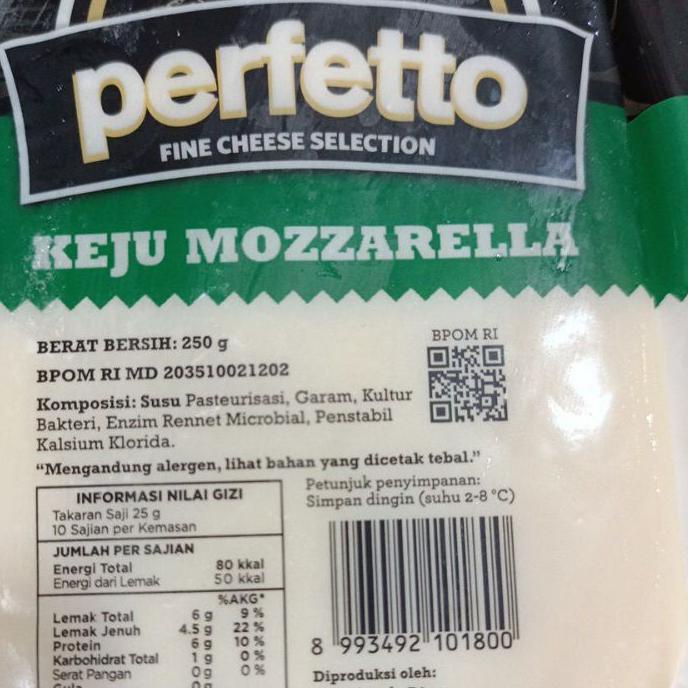 perfetto
FINE CHEESE SELECTION
KEJU MOZZARELLA
BERAT BERSIH: 250 g
BPOM RI MD 203510021202
BPOM RI
Komposisi: Susu Pasteurisasi, Garam, Kultur
Bakteri, Enzim Rennet Microbial, Penstabil
Kalsium Klorida.
“Mengandung alergen, lihat bahan yang dicetak tebal.”
INFORMASI NILAI GIZI
Takaran Saji 25 g
10 Sajian per Kemasan
JUMLAH PER SAJIAN
Energi Total 80 kkal
Energi dari Lemak 50 kkal
%AKG*
Lemak Total 6 g 9 %
Lemak Jenuh 4.5 g 22 %
Protein 6 g 10 %
Karbohidrat Total 1 g 0 %
Serat Pangan 0 g 0 %
Petunjuk penyimpanan:
Simpan dingin (suhu 2-8 °C)
8 993492 101800
Diproduksi oleh: